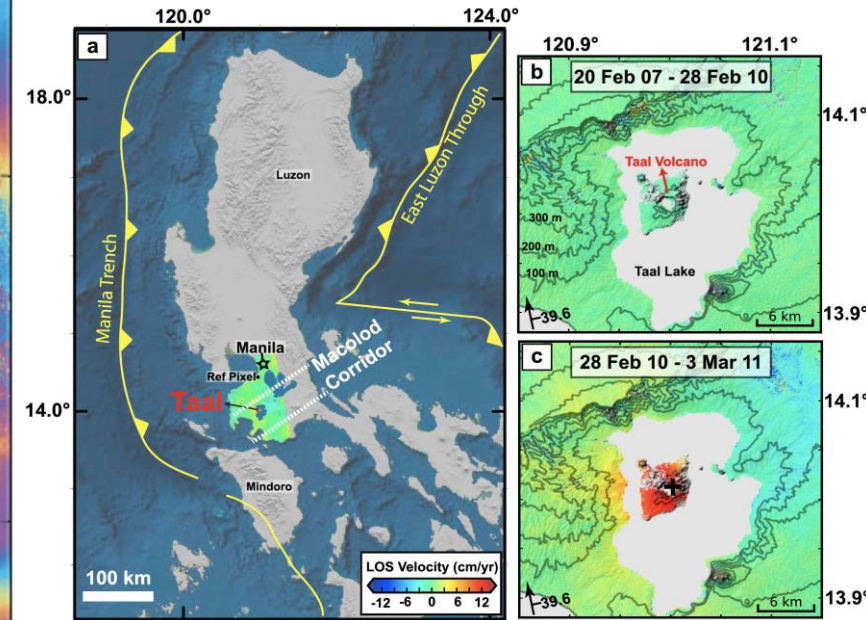 120.0°
124.0°
a
18.0°
16.0°
14.0°
Luzon
East Luzon Through
Manila Trench
Manila
Ref Pixel
Macolod
Corridor
Taal
Mindoro
100 km
LOS Velocity (cm/yr)
-12 -6 0 6 12
120.9°
121.1°
b
20 Feb 07 - 28 Feb 10
14.1°
Taal Volcano
300 m
200 m
100 m
Taal Lake
-39.6
6 km
13.9°
c
28 Feb 10 - 3 Mar 11
14.1°
-39.6
6 km
13.9°